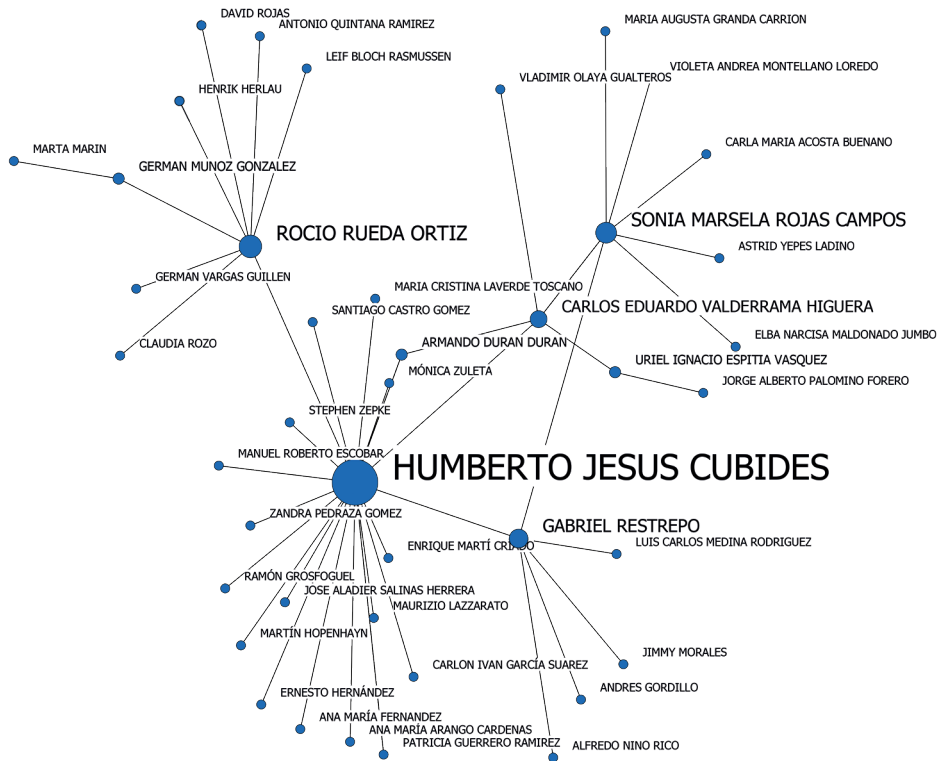 DAVID ROJAS
MARIA AUGUSTA GRANDA CARRION
ANTONIO QUINTANA RAMIREZ
LEIF BLOCH RASMUSSEN
VIOLETA ANDREA MONTELLANO LOREDO
VLADIMIR OLAYA GUALTEROS
HENRIK HERLAU
CARLA MARIA ACOSTA BUENANO
MARTA MARIN
GERMAN MUNOZ GONZALEZ
SONIA MARSELA ROJAS CAMPOS
ROCIO RUEDA ORTIZ
ASTRID YEPES LADINO
GERMAN VARGAS GUILLEN
MARIA CRISTINA LAVERDE TOSCANO
CARLOS EDUARDO VALDERRAMA HIGUERA
SANTIAGO CASTRO GOMEZ
ELBA NARCISA MALDONADO JUMBO
CLAUDIA ROZO
ARMANDO DURAN DURAN
URIEL IGNACIO ESPITIA VASQUEZ
MÓNICA ZULETA
JORGE ALBERTO PALOMINO FORERO
STEPHEN ZEPKE
MANUEL ROBERTO ESCOBAR
HUMBERTO JESUS CUBIDES
ZANDRA PEDRAZA GOMEZ
GABRIEL RESTREPO
LUIS CARLOS MEDINA RODRIGUEZ
ENRIQUE MARTÍ CRIADO
RAMÓN GROSFOGUEL
JOSE ALADIER SALINAS HERRERA
MAURIZIO LAZZARATO
MARTÍN HOPENHAYN
JIMMY MORALES
CARLON IVAN GARCÍA SUAREZ
ANDRES GORDILLO
ERNESTO HERNÁNDEZ
ANA MARÍA FERNANDEZ
ANA MARÍA ARANGO CARDENAS
PATRICIA GUERRERO RAMIREZ
ALFREDO NINO RICO